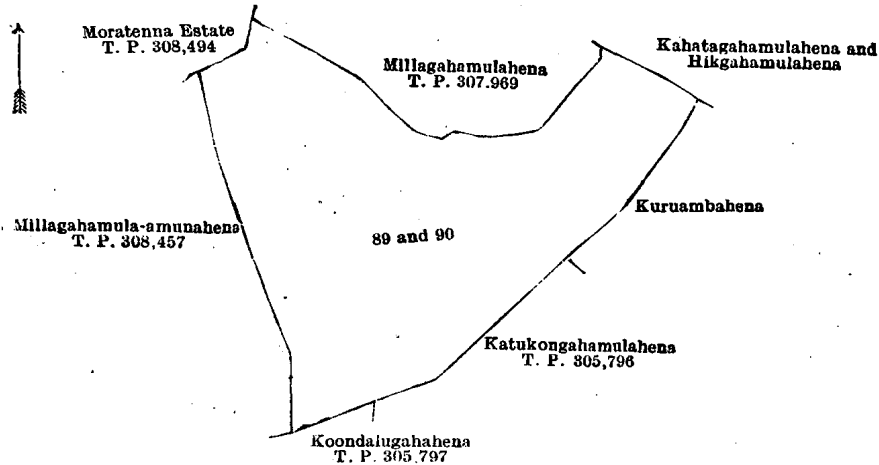 Moratenna Estate
T. P. 308,494
Millagahamulahena
T. P. 307.969
Kahatagahamulahena and
Hikgahamulahena
Millagahamula-amunahena
T. P. 308,457
89 and 90
Kuruambahena
Katukongahamulahena
T. P. 305,796
Koondalugahahena
T. P. 305,797